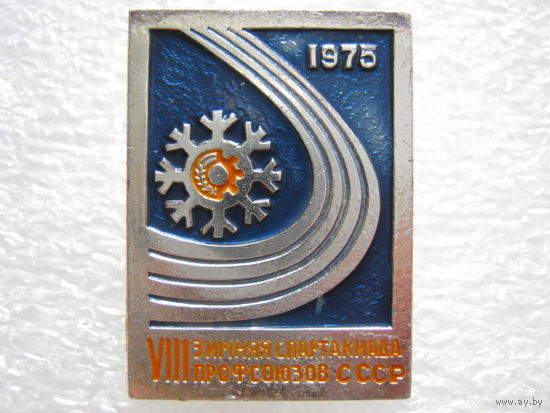 1975
VIII ЗИМНЯЯ СПАРТАКИАДА
ПРОФСОЮЗОВ СССР
www.ay.by